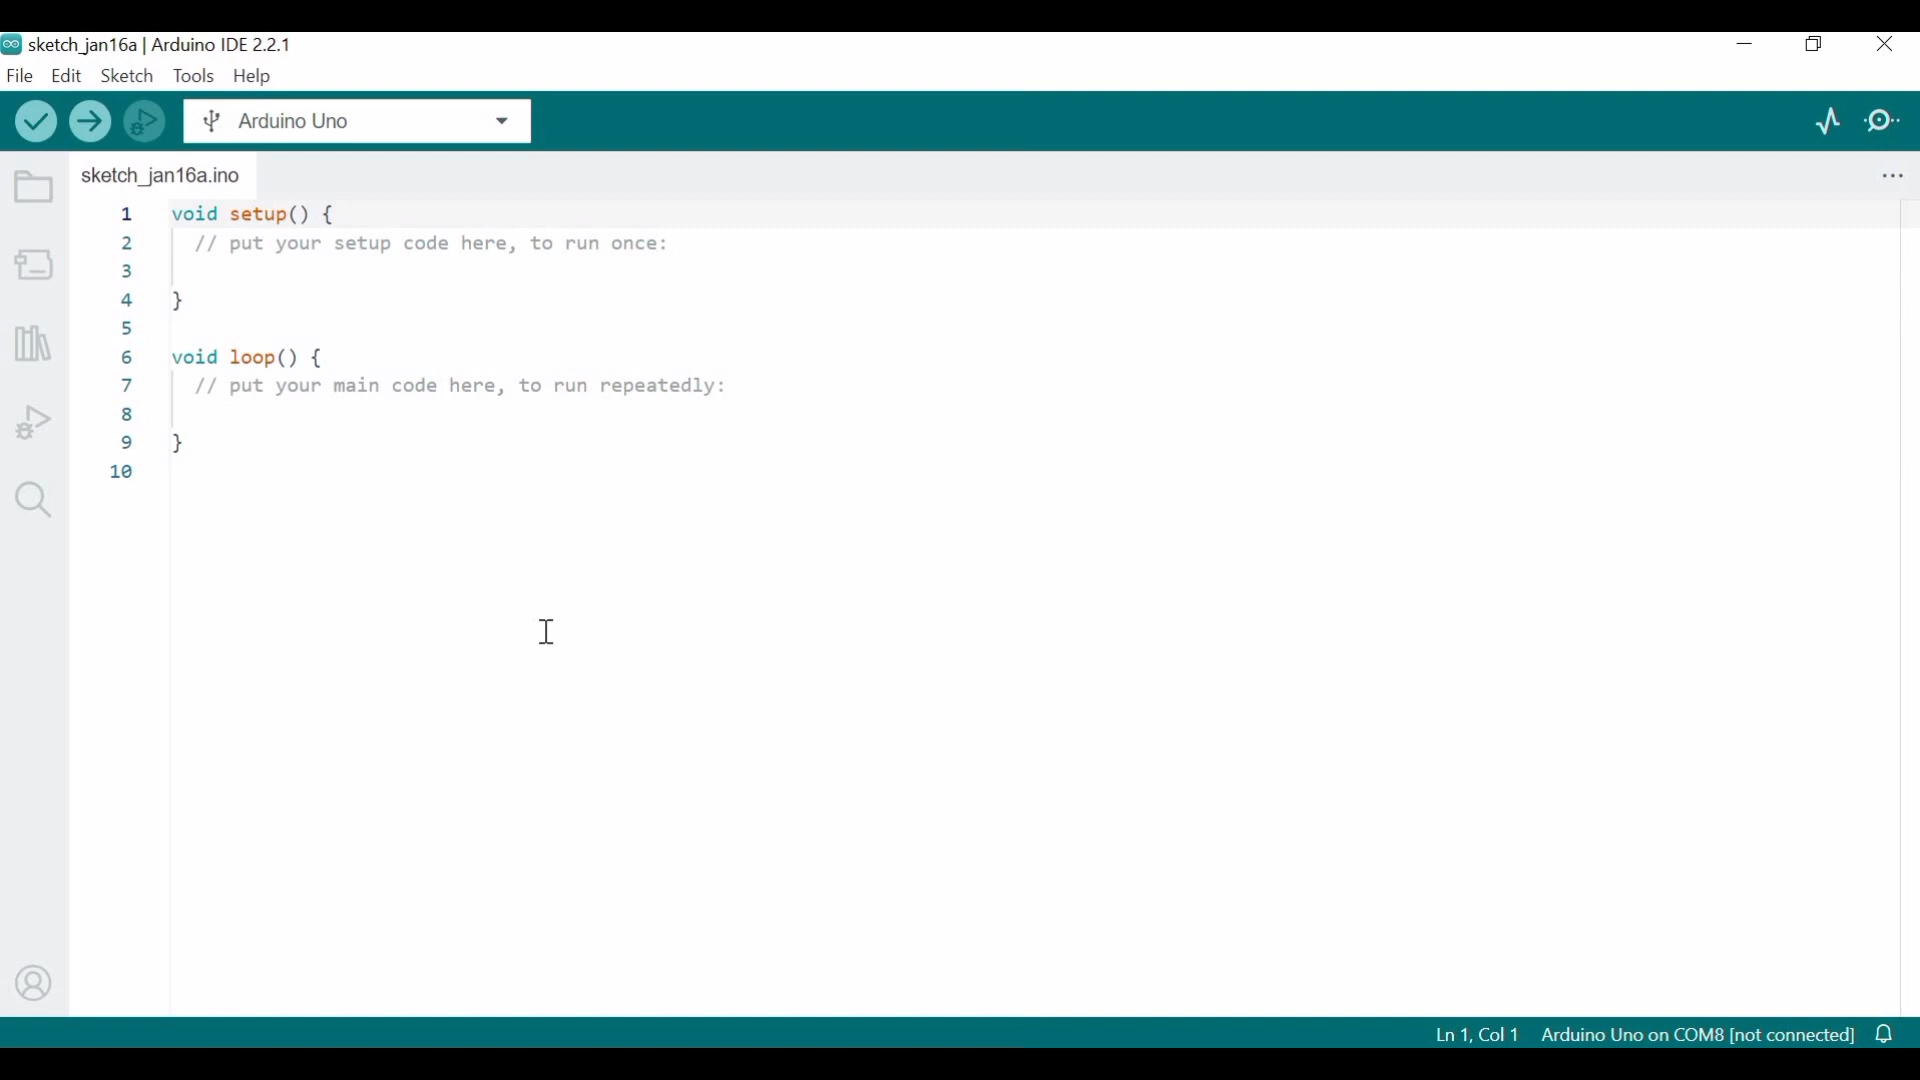 sketch_jan16a | Arduino IDE 2.2.1
File Edit Sketch Tools Help
Arduino Uno
sketch_jan16a.ino
1 void setup() {
2 // put your setup code here, to run once:
3
4 }
5
6 void loop() {
7 // put your main code here, to run repeatedly:
8
9 }
10
Ln 1, Col 1 Arduino Uno on COM8 [not connected]